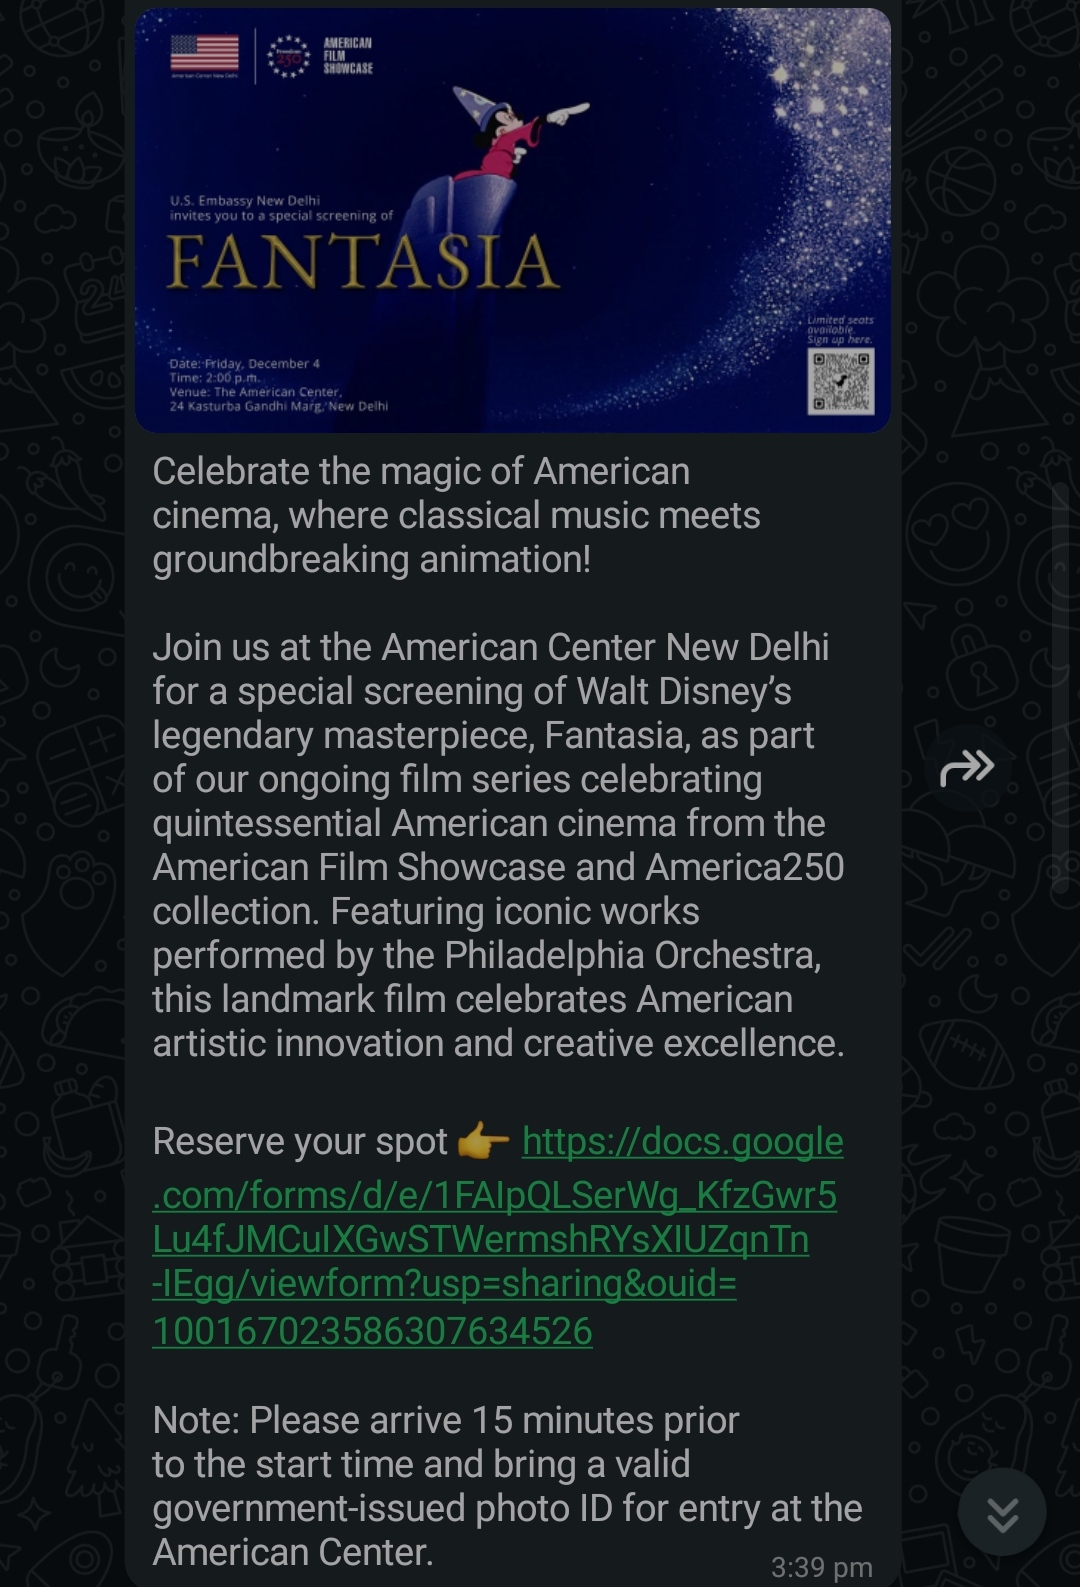 American Center New Delhi
Freedom
250
AMERICAN
FILM
SHOWCASE
U.S. Embassy New Delhi
invites you to a special screening of
FANTASIA
Date: Friday, December 4
Time: 2:00 p.m.
Venue: The American Center,
24 Kasturba Gandhi Marg, New Delhi
Limited seats
available.
Sign up here.
Celebrate the magic of American
cinema, where classical music meets
groundbreaking animation!
Join us at the American Center New Delhi
for a special screening of Walt Disney’s
legendary masterpiece, Fantasia, as part
of our ongoing film series celebrating
quintessential American cinema from the
American Film Showcase and America250
collection. Featuring iconic works
performed by the Philadelphia Orchestra,
this landmark film celebrates American
artistic innovation and creative excellence.
Reserve your spot 👉 https://docs.google
.com/forms/d/e/1FAIpQLSerWg_KfzGwr5
Lu4fJMCuIXGwSTWermshRYsXIUZqnTn
-IEgg/viewform?usp=sharing&ouid=
100167023586307634526
Note: Please arrive 15 minutes prior
to the start time and bring a valid
government-issued photo ID for entry at the
American Center.
3:39 pm